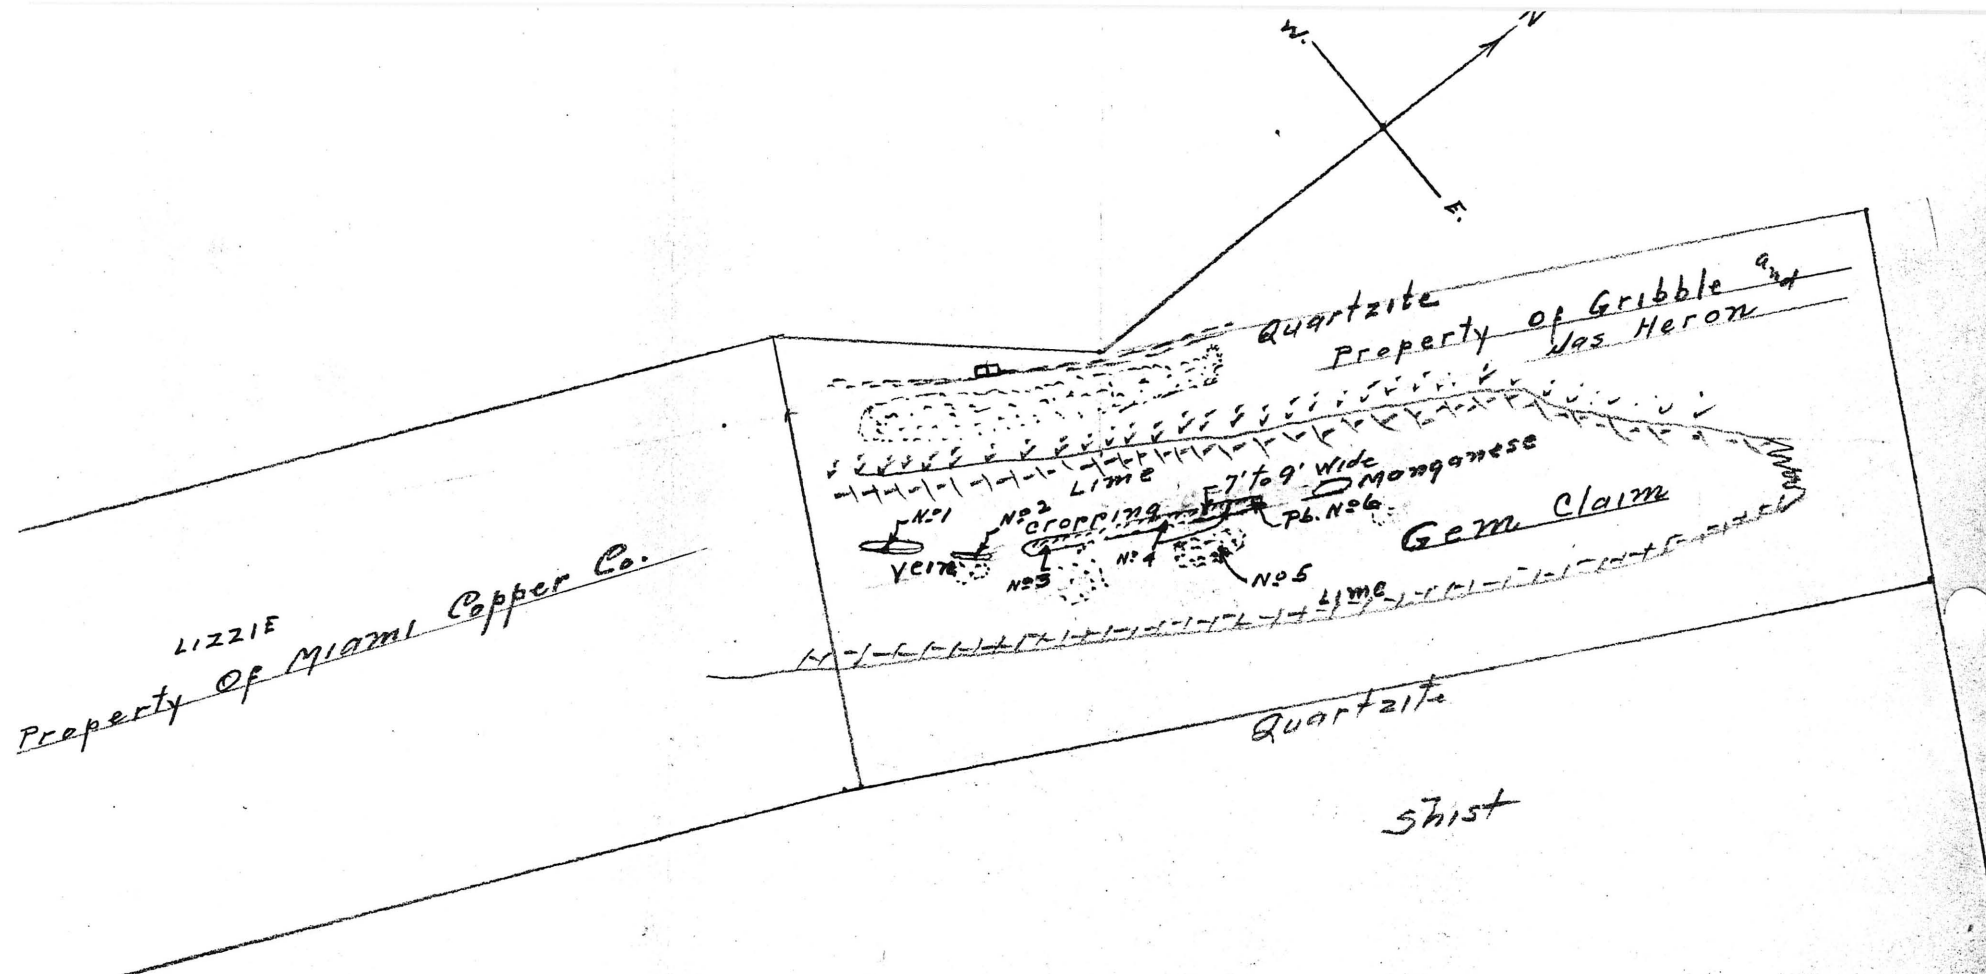 W.
N
E.
Quartzite
Property of Gribble and
Jas Heron
Lime
7' to 9' Wide
Manganese
No 1
No 2
Cropping
Pb. No 6
Gem Claim
Vein
No 3
No 4
No 5
Lime
LIZZIE
Property Of Miami Copper Co.
Quartzite
Shist